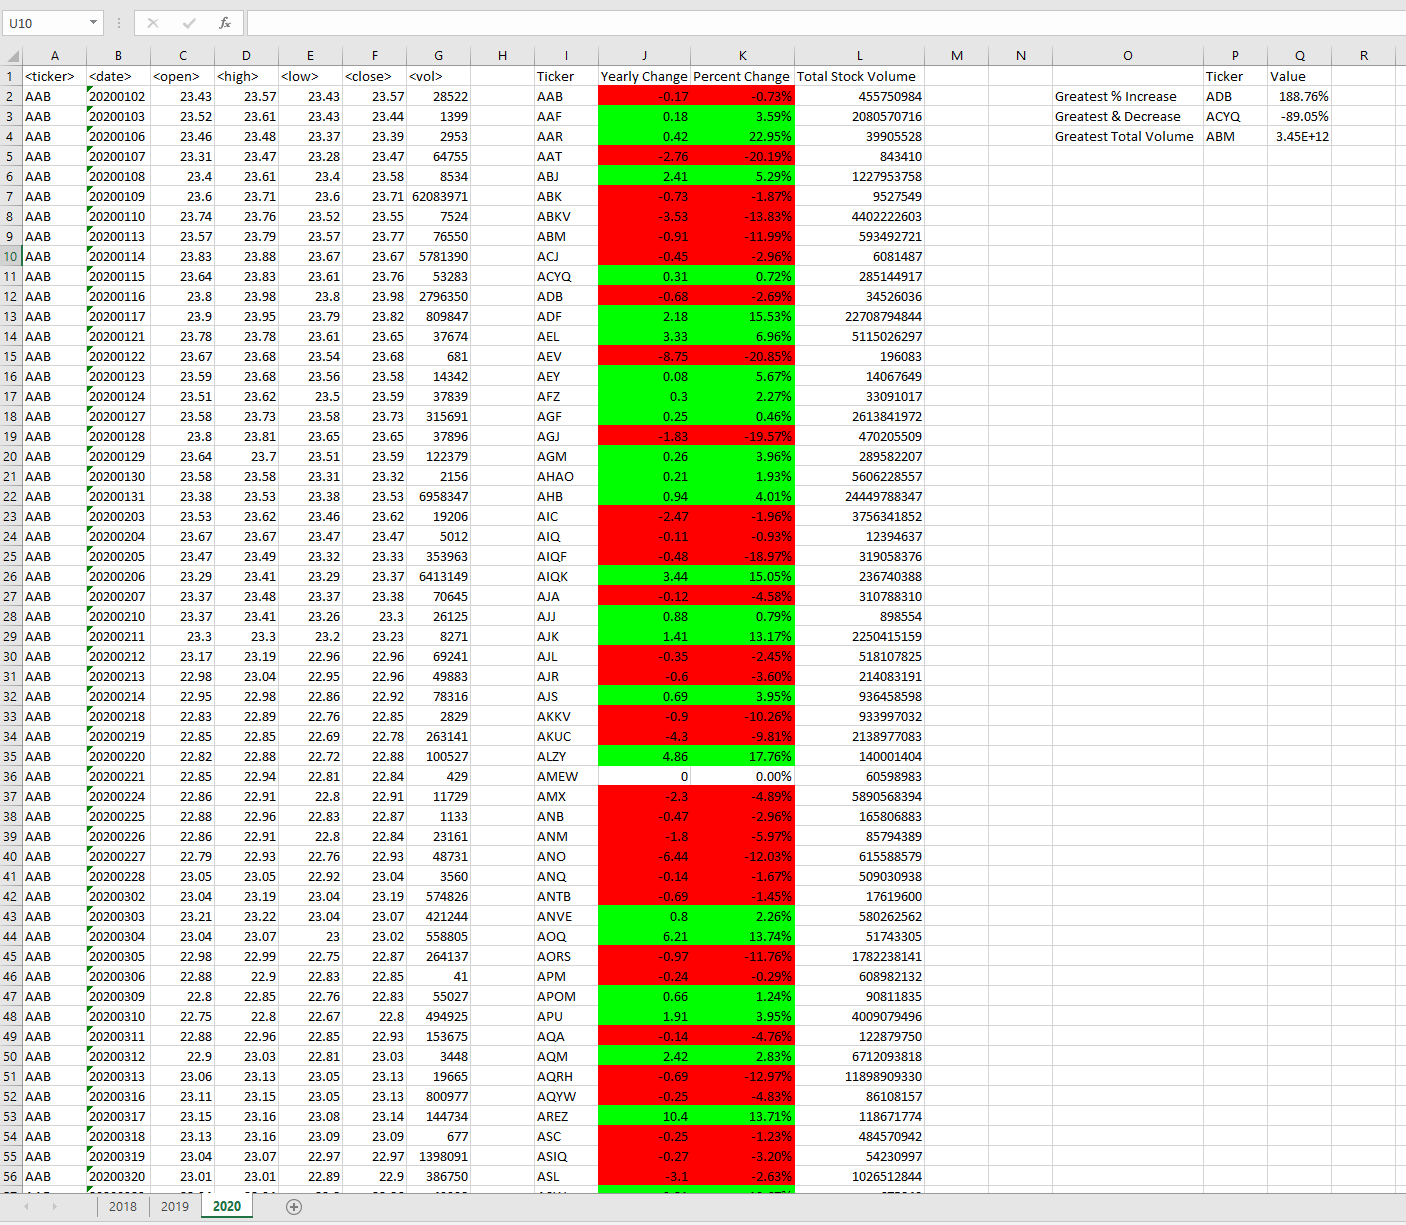 U10 fx
A B C D E F G H I J K L M N O P Q R
1 <ticker> <date> <open> <high> <low> <close> <vol> Ticker Yearly Change Percent Change Total Stock Volume Ticker Value
2 AAB 20200102 23.43 23.57 23.43 23.57 28522 AAB -0.17 -0.73% 455750984 Greatest % Increase ADB 188.76%
3 AAB 20200103 23.52 23.61 23.43 23.44 1399 AAF 0.18 3.59% 2080570716 Greatest & Decrease ACYQ -89.05%
4 AAB 20200106 23.46 23.48 23.37 23.39 2953 AAR 0.42 22.95% 39905528 Greatest Total Volume ABM 3.45E+12
5 AAB 20200107 23.31 23.47 23.28 23.47 64755 AAT -2.76 -20.19% 843410
6 AAB 20200108 23.4 23.61 23.4 23.58 8534 ABJ 2.41 5.29% 1227953758
7 AAB 20200109 23.6 23.71 23.6 23.71 62083971 ABK -0.73 -1.87% 9527549
8 AAB 20200110 23.74 23.76 23.52 23.55 7524 ABKV -3.53 -13.83% 4402222603
9 AAB 20200113 23.57 23.79 23.57 23.77 76550 ABM -0.91 -11.99% 593492721
10 AAB 20200114 23.83 23.88 23.67 23.67 5781390 ACJ -0.45 -2.96% 6081487
11 AAB 20200115 23.64 23.83 23.61 23.76 53283 ACYQ 0.31 0.72% 285144917
12 AAB 20200116 23.8 23.98 23.8 23.98 2796350 ADB -0.68 -2.69% 34526036
13 AAB 20200117 23.9 23.95 23.79 23.82 809847 ADF 2.18 15.53% 22708794844
14 AAB 20200121 23.78 23.78 23.61 23.65 37674 AEL 3.33 6.96% 5115026297
15 AAB 20200122 23.67 23.68 23.54 23.68 681 AEV -8.75 -20.85% 196083
16 AAB 20200123 23.59 23.68 23.56 23.58 14342 AEY 0.08 5.67% 14067649
17 AAB 20200124 23.51 23.62 23.5 23.59 37839 AFZ 0.3 2.27% 33091017
18 AAB 20200127 23.58 23.73 23.58 23.73 315691 AGF 0.25 0.46% 2613841972
19 AAB 20200128 23.8 23.81 23.65 23.65 37896 AGJ -1.83 -19.57% 470205509
20 AAB 20200129 23.64 23.7 23.51 23.59 122379 AGM 0.26 3.96% 289582207
21 AAB 20200130 23.58 23.58 23.31 23.32 2156 AHAO 0.21 1.93% 5606228557
22 AAB 20200131 23.38 23.53 23.38 23.53 6958347 AHB 0.94 4.01% 24449788347
23 AAB 20200203 23.53 23.62 23.46 23.62 19206 AIC -2.47 -1.96% 3756341852
24 AAB 20200204 23.67 23.67 23.47 23.47 5012 AIQ -0.11 -0.93% 12394637
25 AAB 20200205 23.47 23.49 23.32 23.33 353963 AIQF -0.48 -18.97% 319058376
26 AAB 20200206 23.29 23.41 23.29 23.37 6413149 AIQK 3.44 15.05% 236740388
27 AAB 20200207 23.37 23.48 23.37 23.38 70645 AJA -0.12 -4.58% 310788310
28 AAB 20200210 23.37 23.41 23.26 23.3 26125 AJJ 0.88 0.79% 898554
29 AAB 20200211 23.3 23.3 23.2 23.23 8271 AJK 1.41 13.17% 2250415159
30 AAB 20200212 23.17 23.19 22.96 22.96 69241 AJL -0.35 -2.45% 518107825
31 AAB 20200213 22.98 23.04 22.95 22.96 49883 AJR -0.6 -3.60% 214083191
32 AAB 20200214 22.95 22.98 22.86 22.92 78316 AJS 0.69 3.95% 936458598
33 AAB 20200218 22.83 22.89 22.76 22.85 2829 AKKV -0.9 -10.26% 933997032
34 AAB 20200219 22.85 22.85 22.69 22.78 263141 AKUC -4.3 -9.81% 2138977083
35 AAB 20200220 22.82 22.88 22.72 22.88 100527 ALZY 4.86 17.76% 140001404
36 AAB 20200221 22.85 22.94 22.81 22.84 429 AMEW 0 0.00% 60598983
37 AAB 20200224 22.86 22.91 22.8 22.91 11729 AMX -2.3 -4.89% 5890568394
38 AAB 20200225 22.88 22.96 22.83 22.87 1133 ANB -0.47 -2.96% 165806883
39 AAB 20200226 22.86 22.91 22.8 22.84 23161 ANM -1.8 -5.97% 85794389
40 AAB 20200227 22.79 22.93 22.76 22.93 48731 ANO -6.44 -12.03% 615588579
41 AAB 20200228 23.05 23.05 22.92 23.04 3560 ANQ -0.14 -1.67% 509030938
42 AAB 20200302 23.04 23.19 23.04 23.19 574826 ANTB -0.69 -1.45% 17619600
43 AAB 20200303 23.21 23.22 23.04 23.07 421244 ANVE 0.8 2.26% 580262562
44 AAB 20200304 23.04 23.07 23 23.02 558805 AOQ 6.21 13.74% 51743305
45 AAB 20200305 22.98 22.99 22.75 22.87 264137 AORS -0.97 -11.76% 1782238141
46 AAB 20200306 22.88 22.9 22.83 22.85 41 APM -0.24 -0.29% 608982132
47 AAB 20200309 22.8 22.85 22.76 22.83 55027 APOM 0.66 1.24% 90811835
48 AAB 20200310 22.75 22.8 22.67 22.8 494925 APU 1.91 3.95% 4009079496
49 AAB 20200311 22.88 22.96 22.85 22.93 153675 AQA -0.14 -4.76% 122879750
50 AAB 20200312 22.9 23.03 22.81 23.03 3448 AQM 2.42 2.83% 6712093818
51 AAB 20200313 23.06 23.13 23.05 23.13 19665 AQRH -0.69 -12.97% 11898909330
52 AAB 20200316 23.11 23.15 23.05 23.13 800977 AQYW -0.25 -4.83% 86108157
53 AAB 20200317 23.15 23.16 23.08 23.14 144734 AREZ 10.4 13.71% 118671774
54 AAB 20200318 23.13 23.16 23.09 23.09 677 ASC -0.25 -1.23% 484570942
55 AAB 20200319 23.04 23.07 22.97 22.97 1398091 ASIQ -0.27 -3.20% 54230997
56 AAB 20200320 23.01 23.01 22.89 22.9 386750 ASL -3.1 -2.63% 1026512844
2018 2019 2020